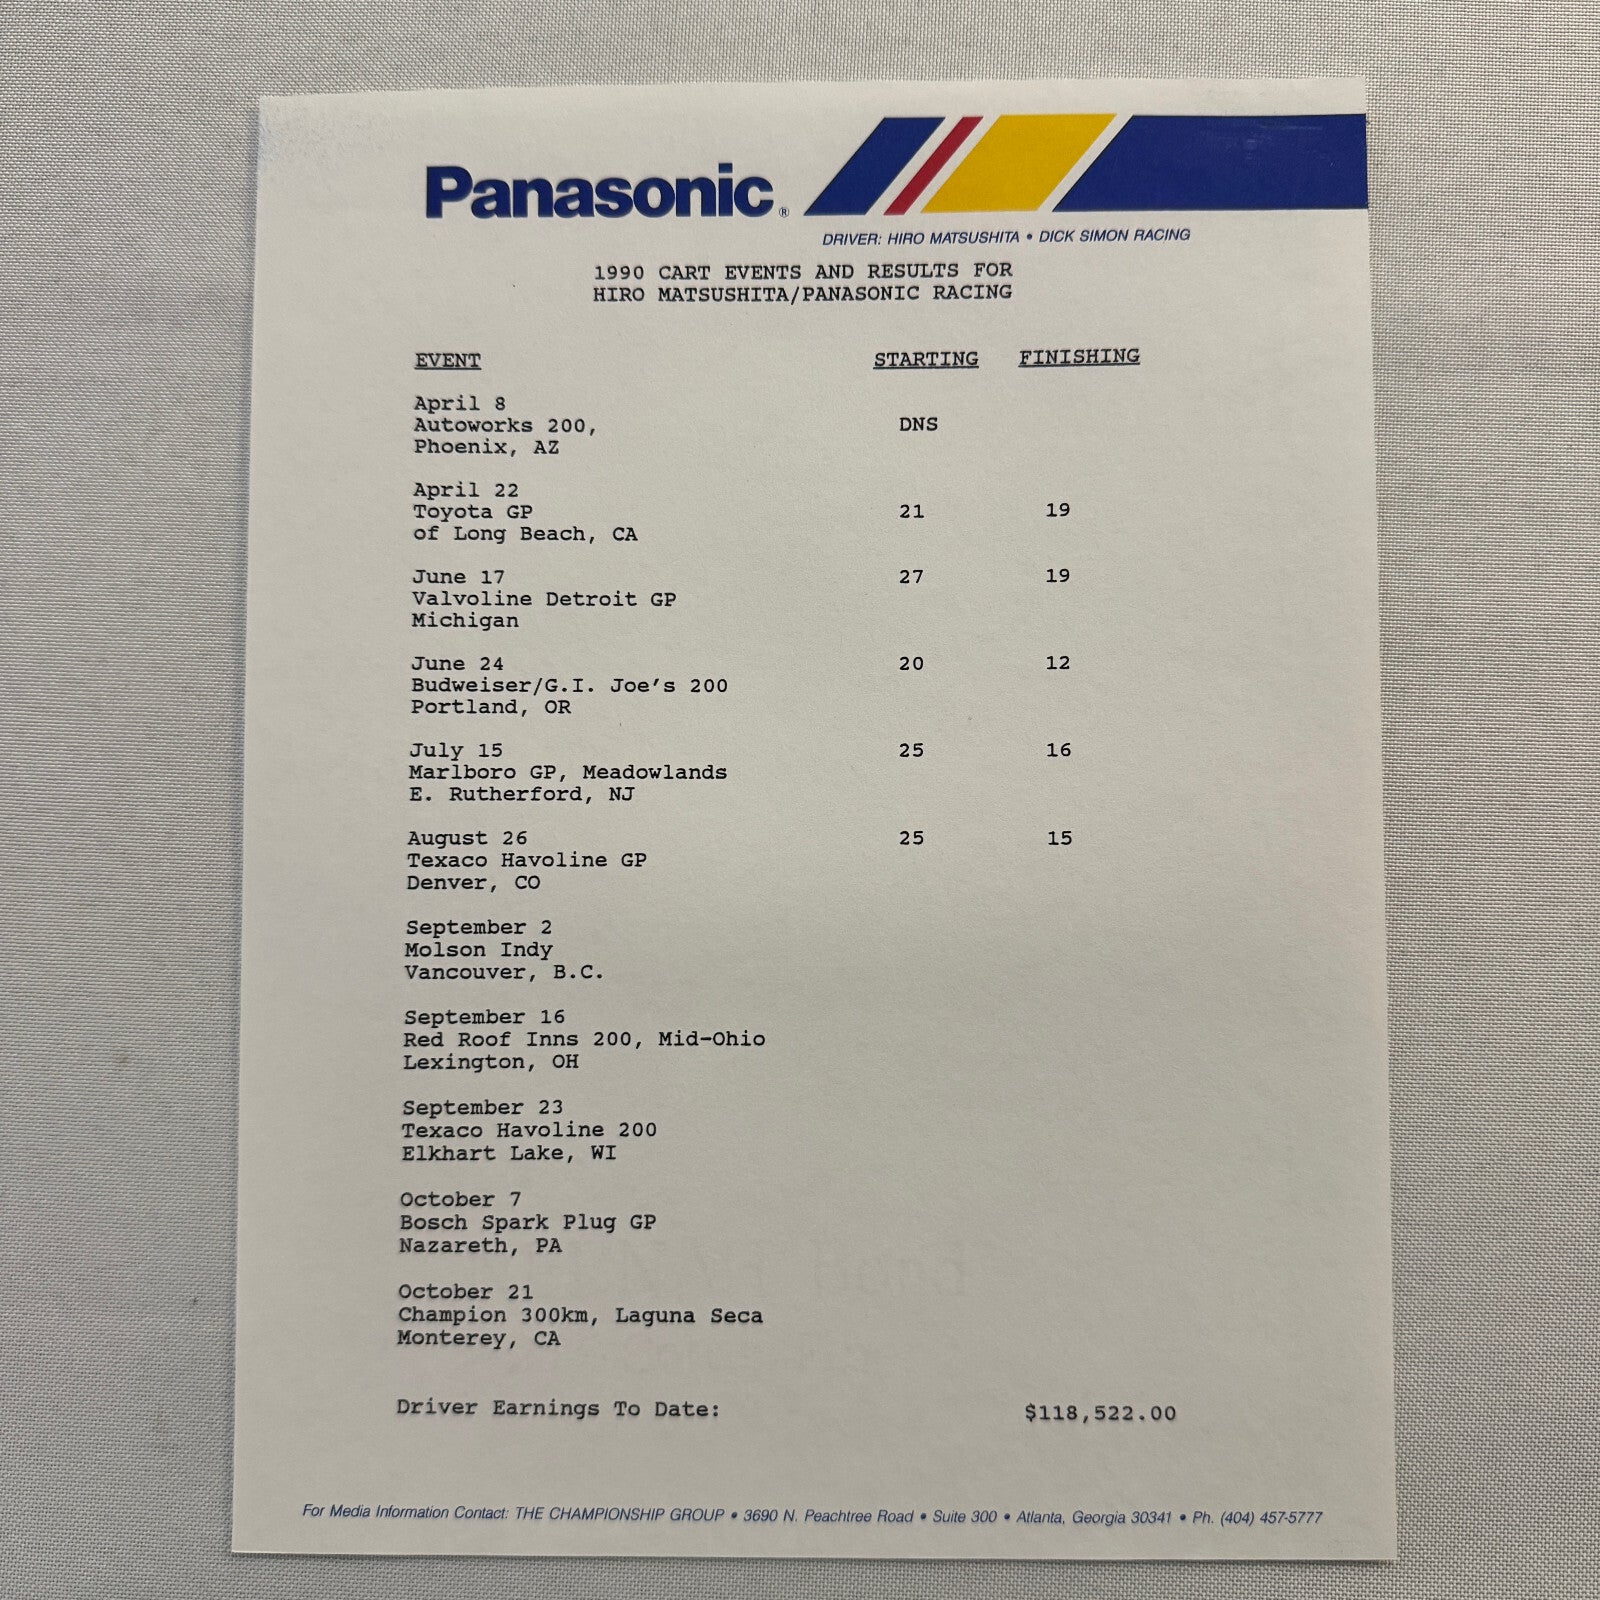 Panasonic®
DRIVER: HIRO MATSUSHITA • DICK SIMON RACING
1990 CART EVENTS AND RESULTS FOR
HIRO MATSUSHITA/PANASONIC RACING
EVENT STARTING FINISHING
April 8
Autoworks 200, DNS
Phoenix, AZ
April 22
Toyota GP 21 19
of Long Beach, CA
June 17 27 19
Valvoline Detroit GP
Michigan
June 24 20 12
Budweiser/G.I. Joe's 200
Portland, OR
July 15 25 16
Marlboro GP, Meadowlands
E. Rutherford, NJ
August 26 25 15
Texaco Havoline GP
Denver, CO
September 2
Molson Indy
Vancouver, B.C.
September 16
Red Roof Inns 200, Mid-Ohio
Lexington, OH
September 23
Texaco Havoline 200
Elkhart Lake, WI
October 7
Bosch Spark Plug GP
Nazareth, PA
October 21
Champion 300km, Laguna Seca
Monterey, CA
Driver Earnings To Date: $118,522.00
For Media Information Contact: THE CHAMPIONSHIP GROUP • 3690 N. Peachtree Road • Suite 300 • Atlanta, Georgia 30341 • Ph. (404) 457-5777